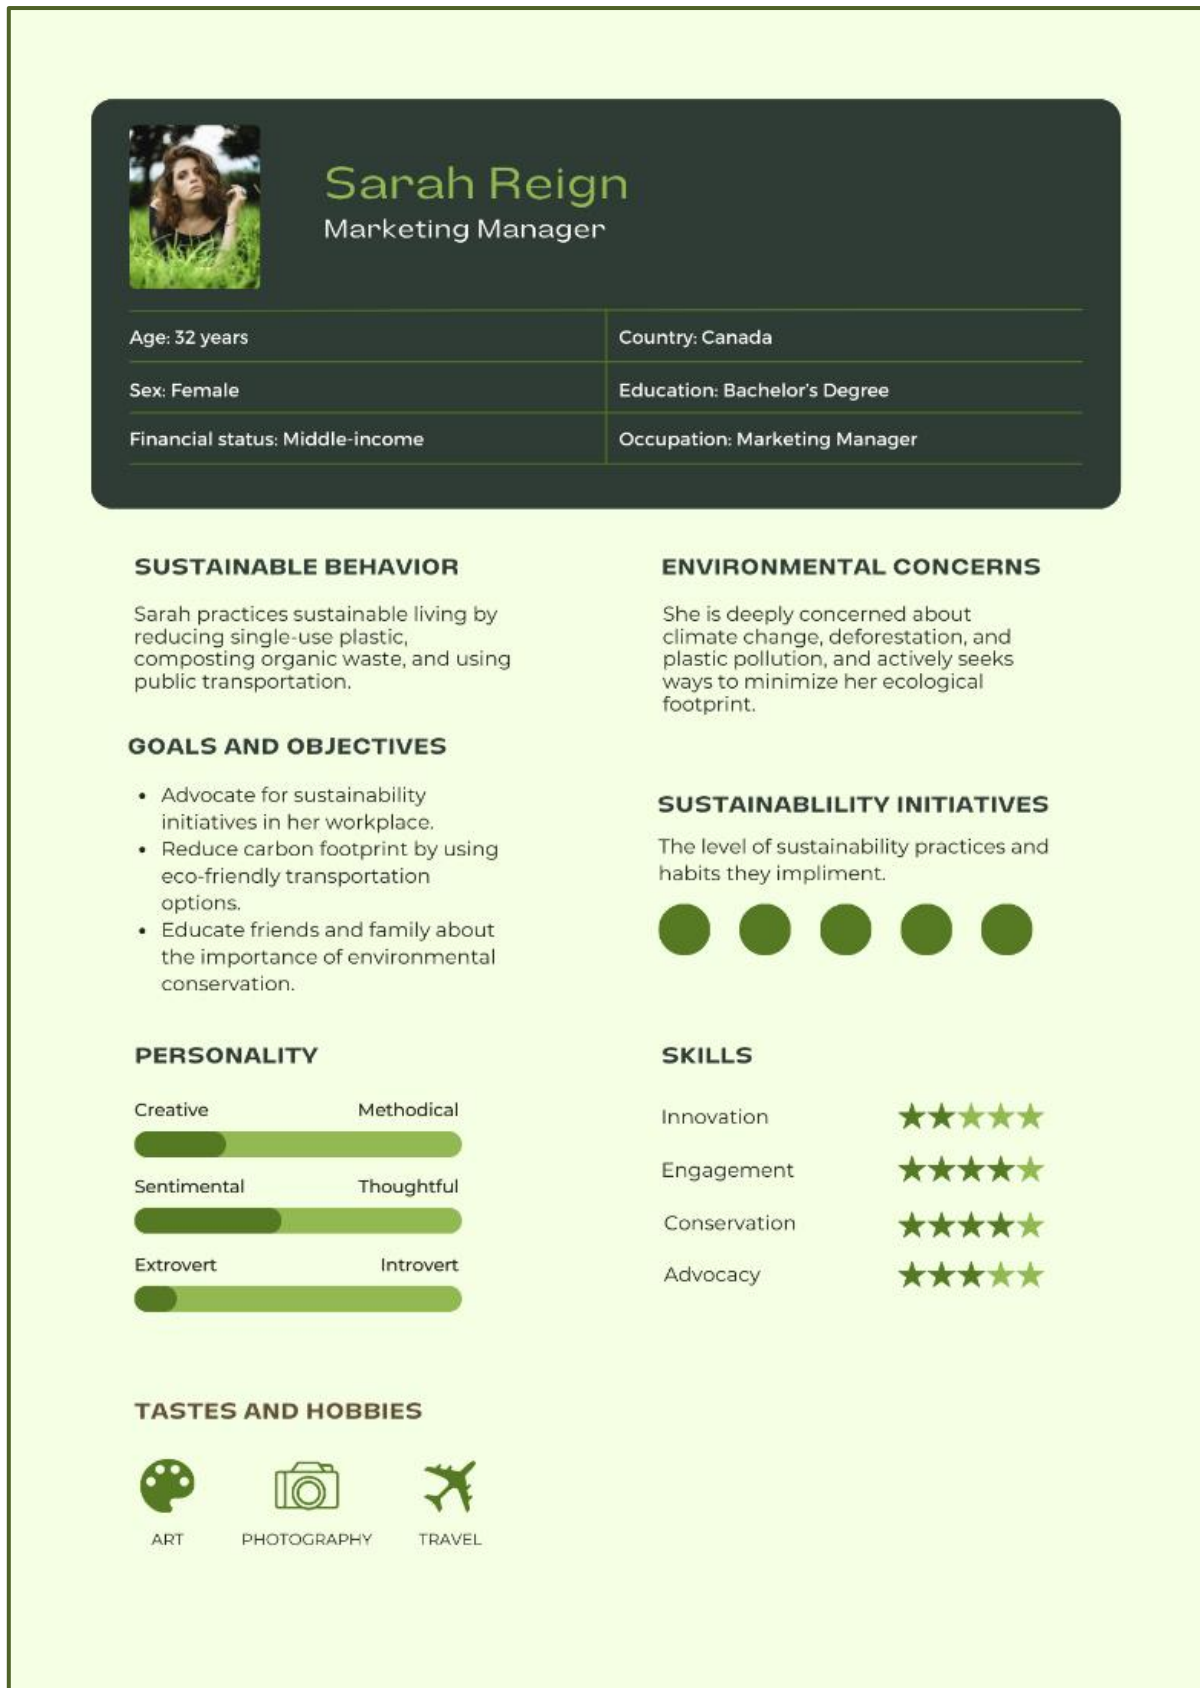 Sarah Reign
Marketing Manager
Age: 32 years
Country: Canada
Sex: Female
Education: Bachelor's Degree
Financial status: Middle-income
Occupation: Marketing Manager
SUSTAINABLE BEHAVIOR
Sarah practices sustainable living by
reducing single-use plastic,
composting organic waste, and using
public transportation.
ENVIRONMENTAL CONCERNS
She is deeply concerned about
climate change, deforestation, and
plastic pollution, and actively seeks
ways to minimize her ecological
footprint.
GOALS AND OBJECTIVES
• Advocate for sustainability
initiatives in her workplace.
• Reduce carbon footprint by using
eco-friendly transportation
options.
• Educate friends and family about
the importance of environmental
conservation.
SUSTAINABLILITY INITIATIVES
The level of sustainability practices and
habits they impliment.
PERSONALITY
Creative Methodical
Sentimental Thoughtful
Extrovert Introvert
SKILLS
Innovation
Engagement
Conservation
Advocacy
TASTES AND HOBBIES
ART PHOTOGRAPHY TRAVEL